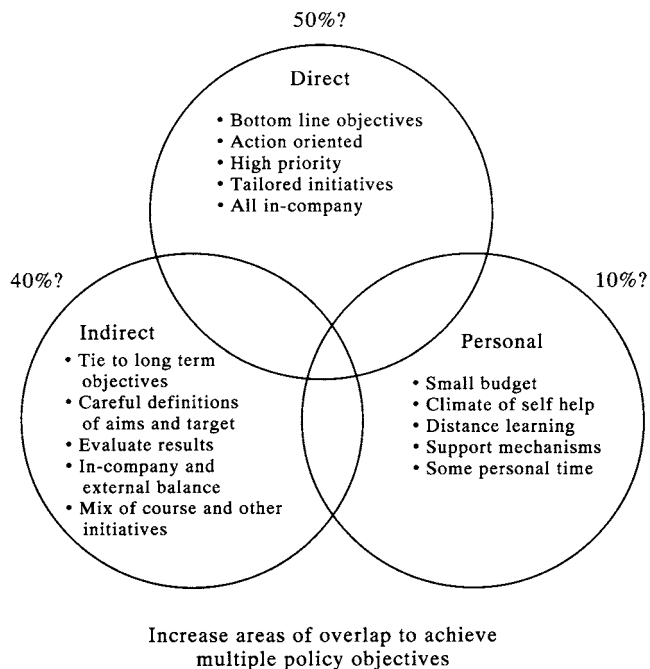 50%?
Direct
• Bottom line objectives
• Action oriented
• High priority
• Tailored initiatives
• All in-company
40%?
Indirect
• Tie to long term
objectives
• Careful definitions
of aims and target
• Evaluate results
• In-company and
external balance
• Mix of course and other
initiatives
10%?
Personal
• Small budget
• Climate of self help
• Distance learning
• Support mechanisms
• Some personal time
Increase areas of overlap to achieve
multiple policy objectives